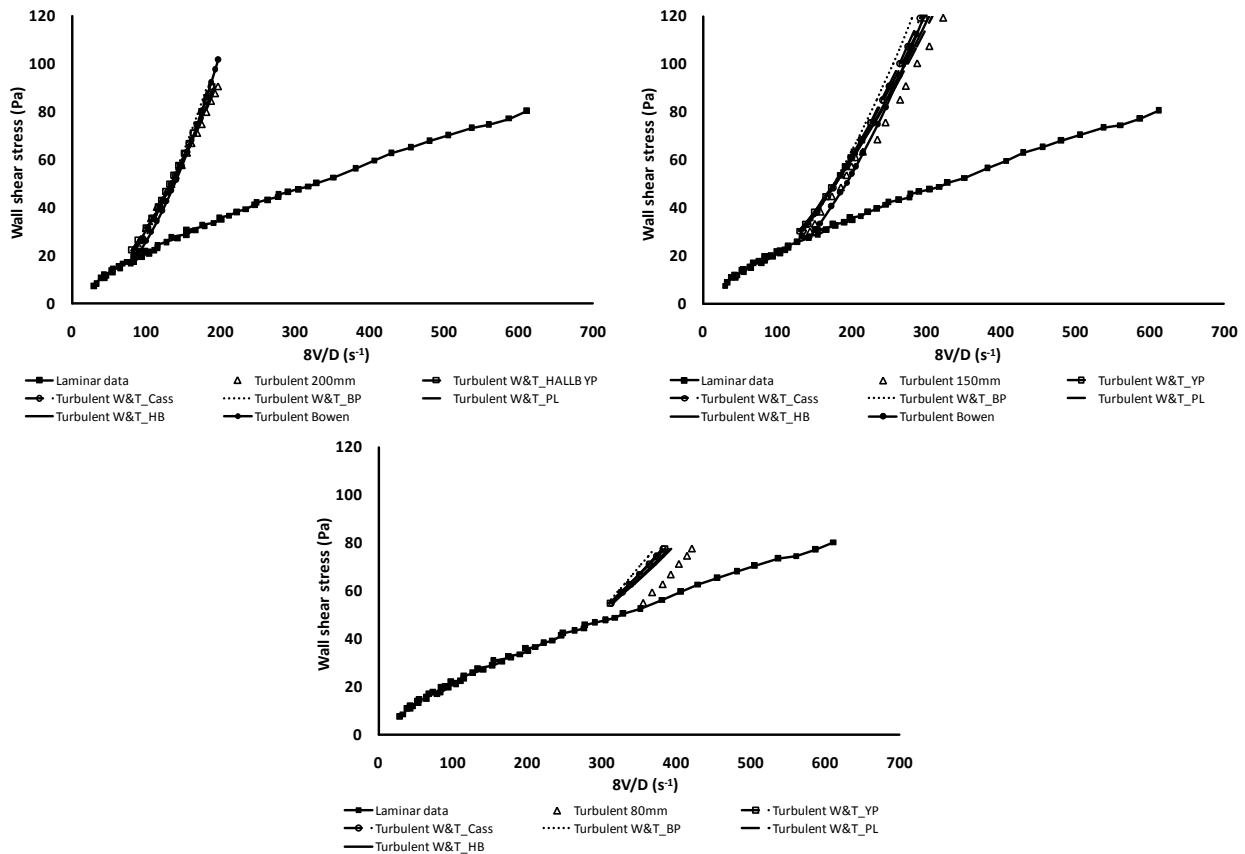 120
100
80
60
40
20
0
Wall shear stress (Pa)
0 100 200 300 400 500 600 700
8V/D (s⁻¹)
Laminar data Turbulent 200mm Turbulent W&T_HALLBYP
Turbulent W&T_Cass Turbulent W&T_BP Turbulent W&T_PL
Turbulent W&T_HB Turbulent Bowen
120
100
80
60
40
20
0
Wall shear stress (Pa)
0 100 200 300 400 500 600 700
8V/D (s⁻¹)
Laminar data Turbulent 150mm Turbulent W&T_YP
Turbulent W&T_Cass Turbulent W&T_BP Turbulent W&T_PL
Turbulent W&T_HB Turbulent Bowen
120
100
80
60
40
20
0
Wall shear stress (Pa)
0 100 200 300 400 500 600 700
8V/D (s⁻¹)
Laminar data Turbulent 80mm Turbulent W&T_YP
Turbulent W&T_Cass Turbulent W&T_BP Turbulent W&T_PL
Turbulent W&T_HB